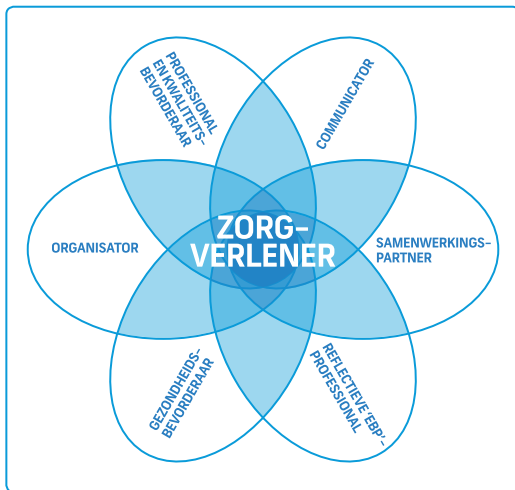 PROFESSIONAL
EN KWALITEITS-
BEVORDERAAR
COMMUNICATOR
ORGANISATOR
ZORG-
VERLENER
SAMENWERKINGS-
PARTNER
GEZONDHEIDS-
BEVORDERAAR
REFLECTIEVE 'EBP'-
PROFESSIONAL